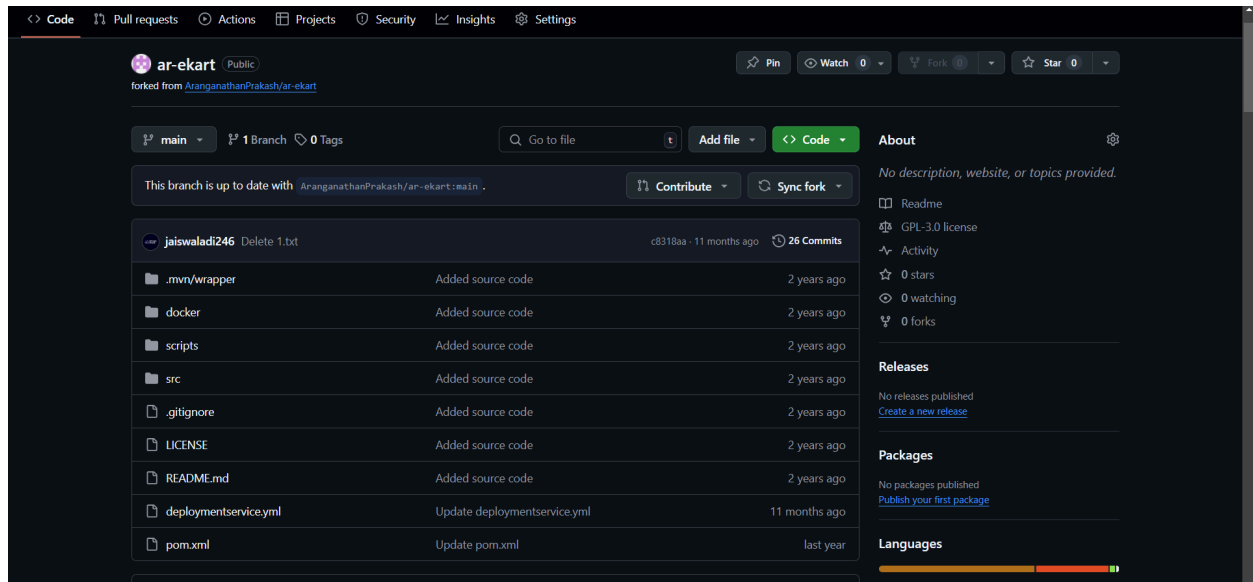 Code Pull requests Actions Projects Security Insights Settings
ar-ekart Public
Pin Watch 0 Fork 0 Star 0
forked from AranganathanPrakash/ar-ekart
main 1 Branch 0 Tags Go to file t Add file Code
This branch is up to date with AranganathanPrakash/ar-ekart:main . Contribute Sync fork
jaiswaladi246 Delete 1.txt c8318aa · 11 months ago 26 Commits
.mvn/wrapper Added source code 2 years ago
docker Added source code 2 years ago
scripts Added source code 2 years ago
src Added source code 2 years ago
.gitignore Added source code 2 years ago
LICENSE Added source code 2 years ago
README.md Added source code 2 years ago
deploymentservice.yml Update deploymentservice.yml 11 months ago
pom.xml Update pom.xml last year
About
No description, website, or topics provided.
Readme
GPL-3.0 license
Activity
0 stars
0 watching
0 forks
Releases
No releases published
Create a new release
Packages
No packages published
Publish your first package
Languages